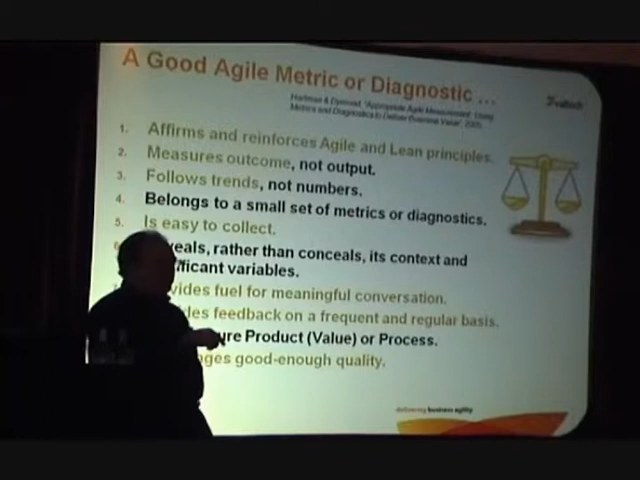 A Good Agile Metric or Diagnostic ...
Hartman & Dymond, "Appropriate Agile Measurement: Using
Metrics and Diagnostics to Deliver Business Value" 2005.
1. Affirms and reinforces Agile and Lean principles.
2. Measures outcome, not output.
3. Follows trends, not numbers.
4. Belongs to a small set of metrics or diagnostics.
5. Is easy to collect.
eals, rather than conceals, its context and
ficant variables.
vides fuel for meaningful conversation.
des feedback on a frequent and regular basis.
ure Product (Value) or Process.
ges good-enough quality.
delivering business agility